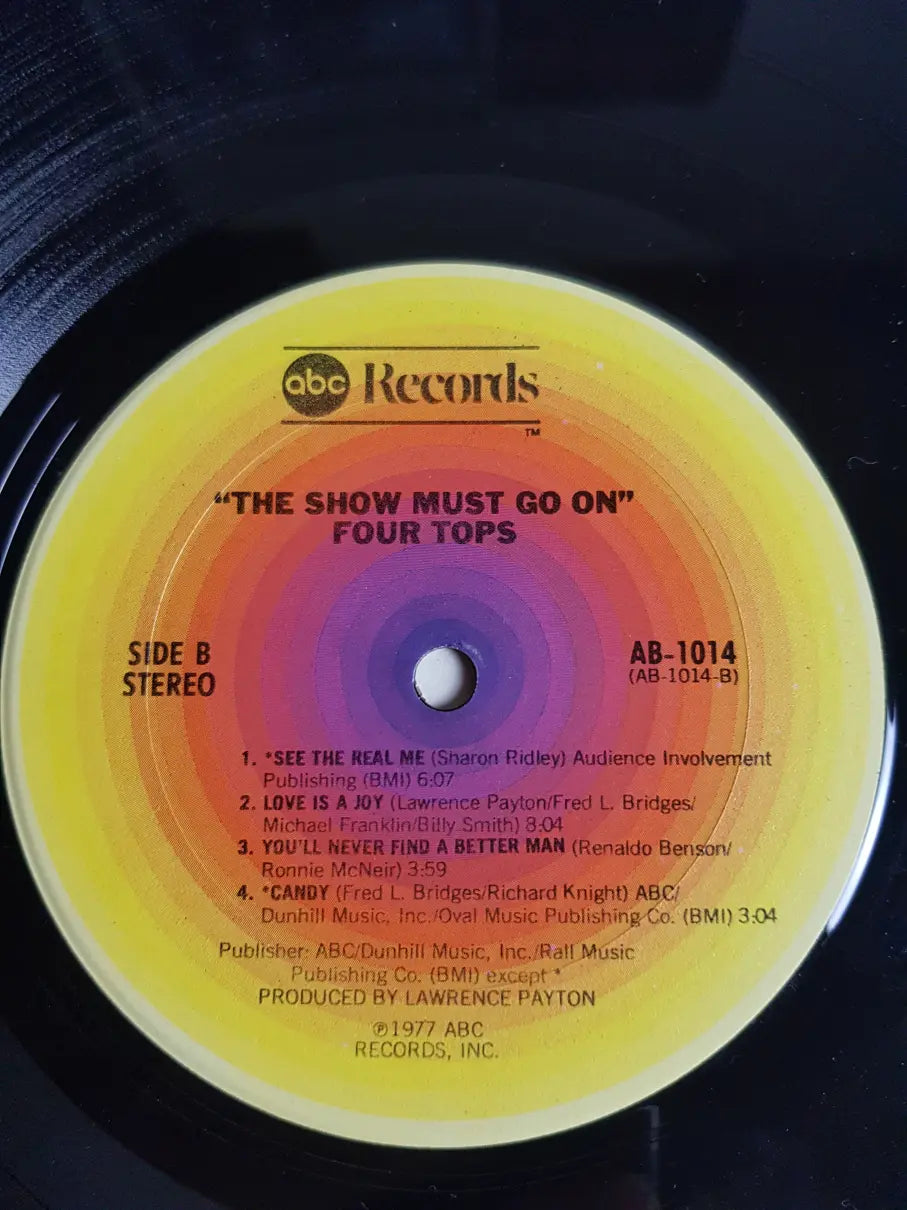 abc Records
™
“THE SHOW MUST GO ON”
FOUR TOPS
SIDE B
STEREO
AB-1014
(AB-1014-B)
1. *SEE THE REAL ME (Sharon Ridley) Audience Involvement
Publishing (BMI) 6:07
2. LOVE IS A JOY (Lawrence Payton/Fred L. Bridges/
Michael Franklin/Billy Smith) 3:04
3. YOU'LL NEVER FIND A BETTER MAN (Renaldo Benson/
Ronnie McNeir) 3:59
4. *CANDY (Fred L. Bridges/Richard Knight) ABC/
Dunhill Music, Inc./Oval Music Publishing Co. (BMI) 3:04
Publisher: ABC/Dunhill Music, Inc./Rall Music
Publishing Co. (BMI) except *
PRODUCED BY LAWRENCE PAYTON
℗1977 ABC
RECORDS, INC.